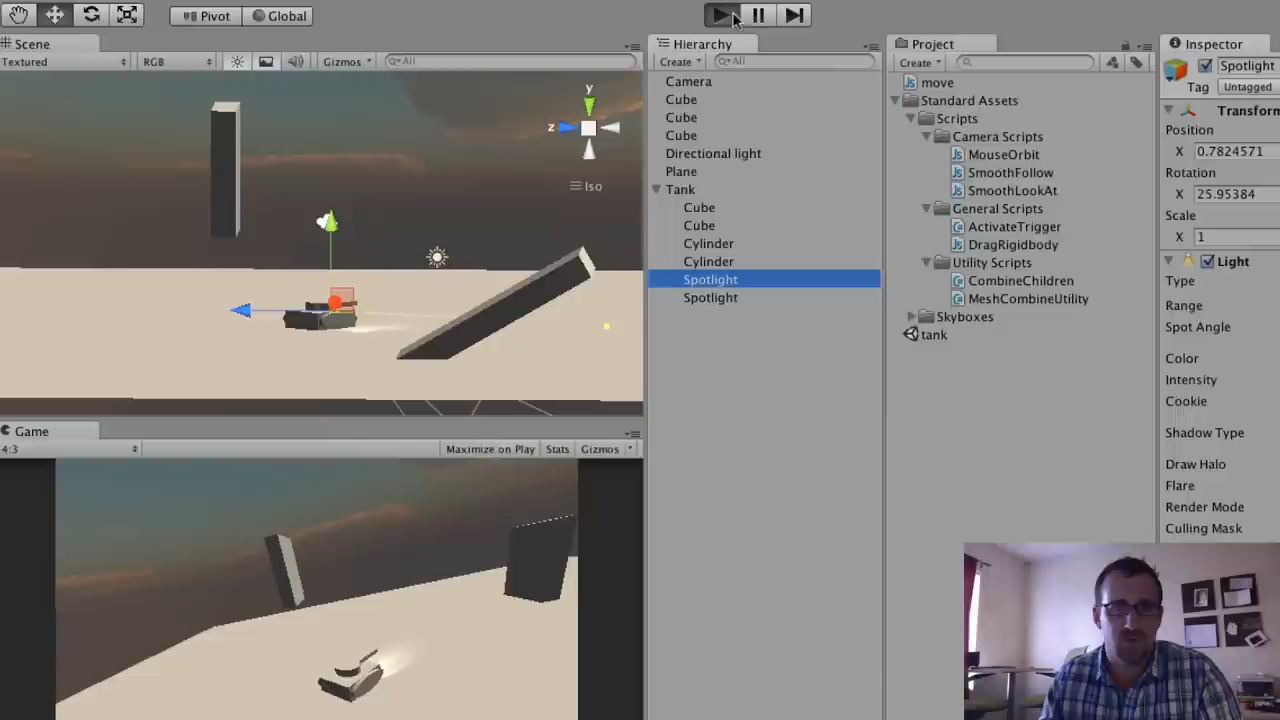 Pivot Global
Scene
Textured RGB Gizmos All
y
z
Iso
Game
4:3 Maximize on Play Stats Gizmos
Hierarchy
Create All
Camera
Cube
Cube
Cube
Directional light
Plane
Tank
Cube
Cube
Cylinder
Cylinder
Spotlight
Spotlight
Project
Create
move
Standard Assets
Scripts
Camera Scripts
MouseOrbit
SmoothFollow
SmoothLookAt
General Scripts
ActivateTrigger
DragRigidbody
Utility Scripts
CombineChildren
MeshCombineUtility
Skyboxes
tank
Inspector
Spotlight
Tag Untagged
Transform
Position
X 0.7824571
Rotation
X 25.95384
Scale
X 1
Light
Type
Range
Spot Angle
Color
Intensity
Cookie
Shadow Type
Draw Halo
Flare
Render Mode
Culling Mask